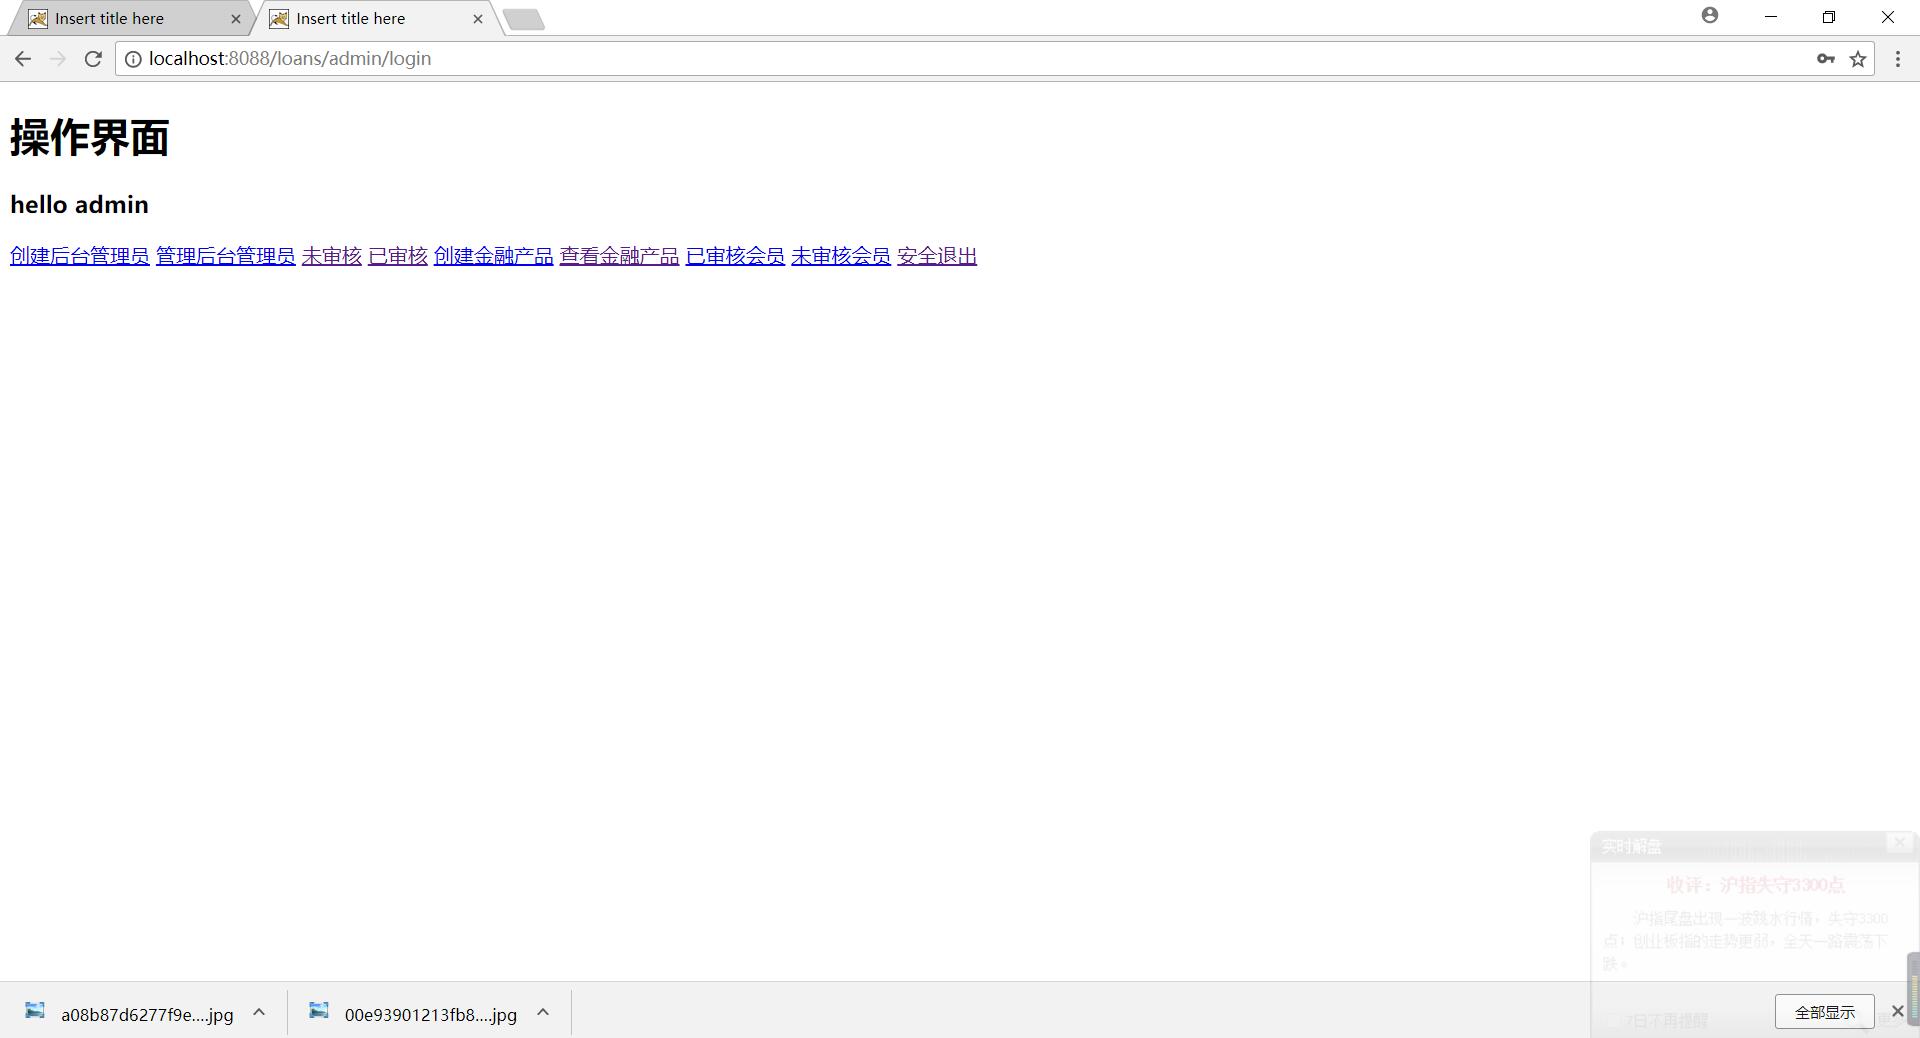 Insert title here
Insert title here
localhost:8088/loans/admin/login
操作界面
hello admin
创建后台管理员 管理后台管理员 未审核 已审核 创建金融产品 查看金融产品 已审核会员 未审核会员 安全退出
实时解盘
收评：沪指失守3300点
沪指尾盘出现一波跳水行情，失守3300
点；创业板指的走势更弱，全天一路震荡下
跌。
a08b87d6277f9e....jpg
00e93901213fb8....jpg
7日不再提醒
全部显示